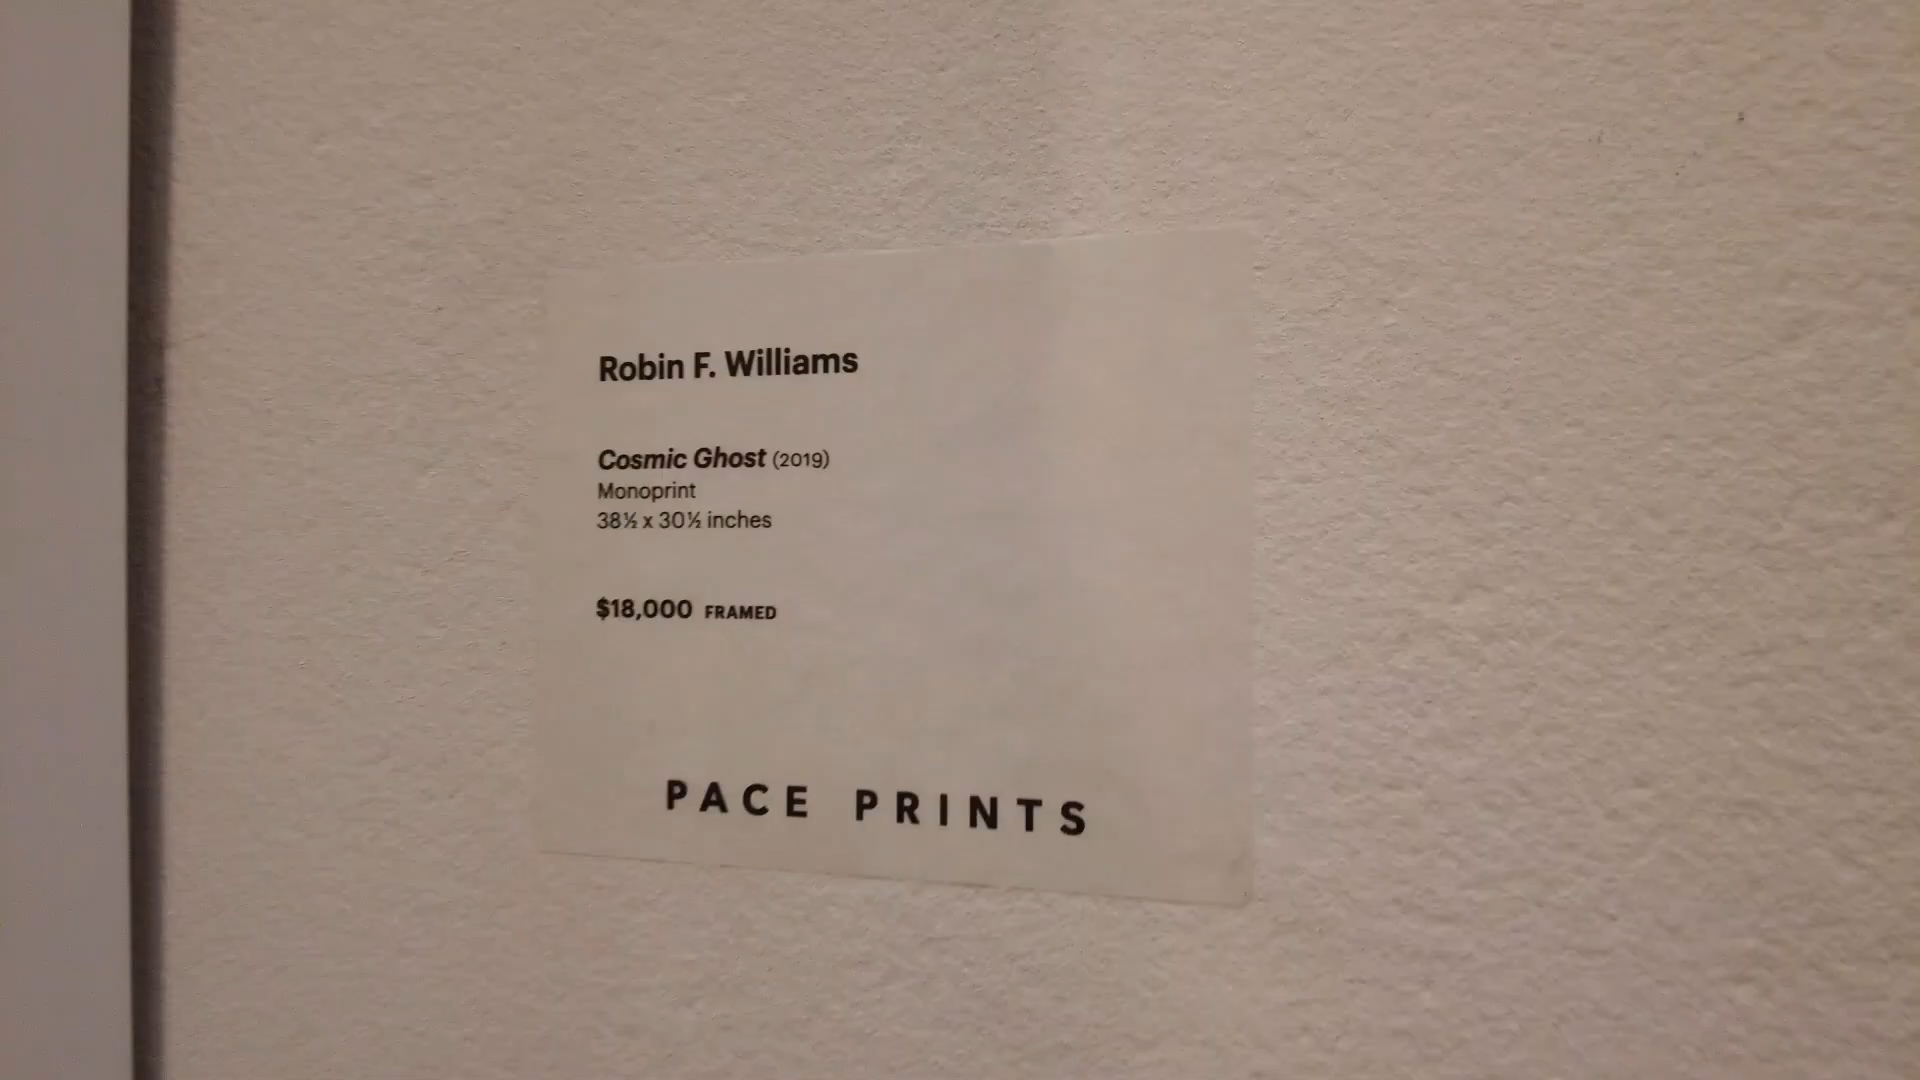 Robin F. Williams
Cosmic Ghost (2019)
Monoprint
38½ x 30½ inches
$18,000 FRAMED
PACE PRINTS